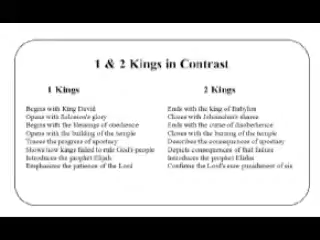 1 & 2 Kings in Contrast
1 Kings
Begins with King David
Opens with Solomon's glory
Begins with the blessings of obedience
Opens with the building of the temple
Traces the progress of apostasy
Shows how kings failed to rule God's people
Introduces the prophet Elijah
Emphasizes the patience of the Lord
2 Kings
Ends with the king of Babylon
Closes with Jehoiachin's shame
Ends with the curse of disobedience
Closes with the burning of the temple
Describes the consequences of apostasy
Depicts consequences of that failure
Introduces the prophet Elisha
Confirms the Lord's sure punishment of sin